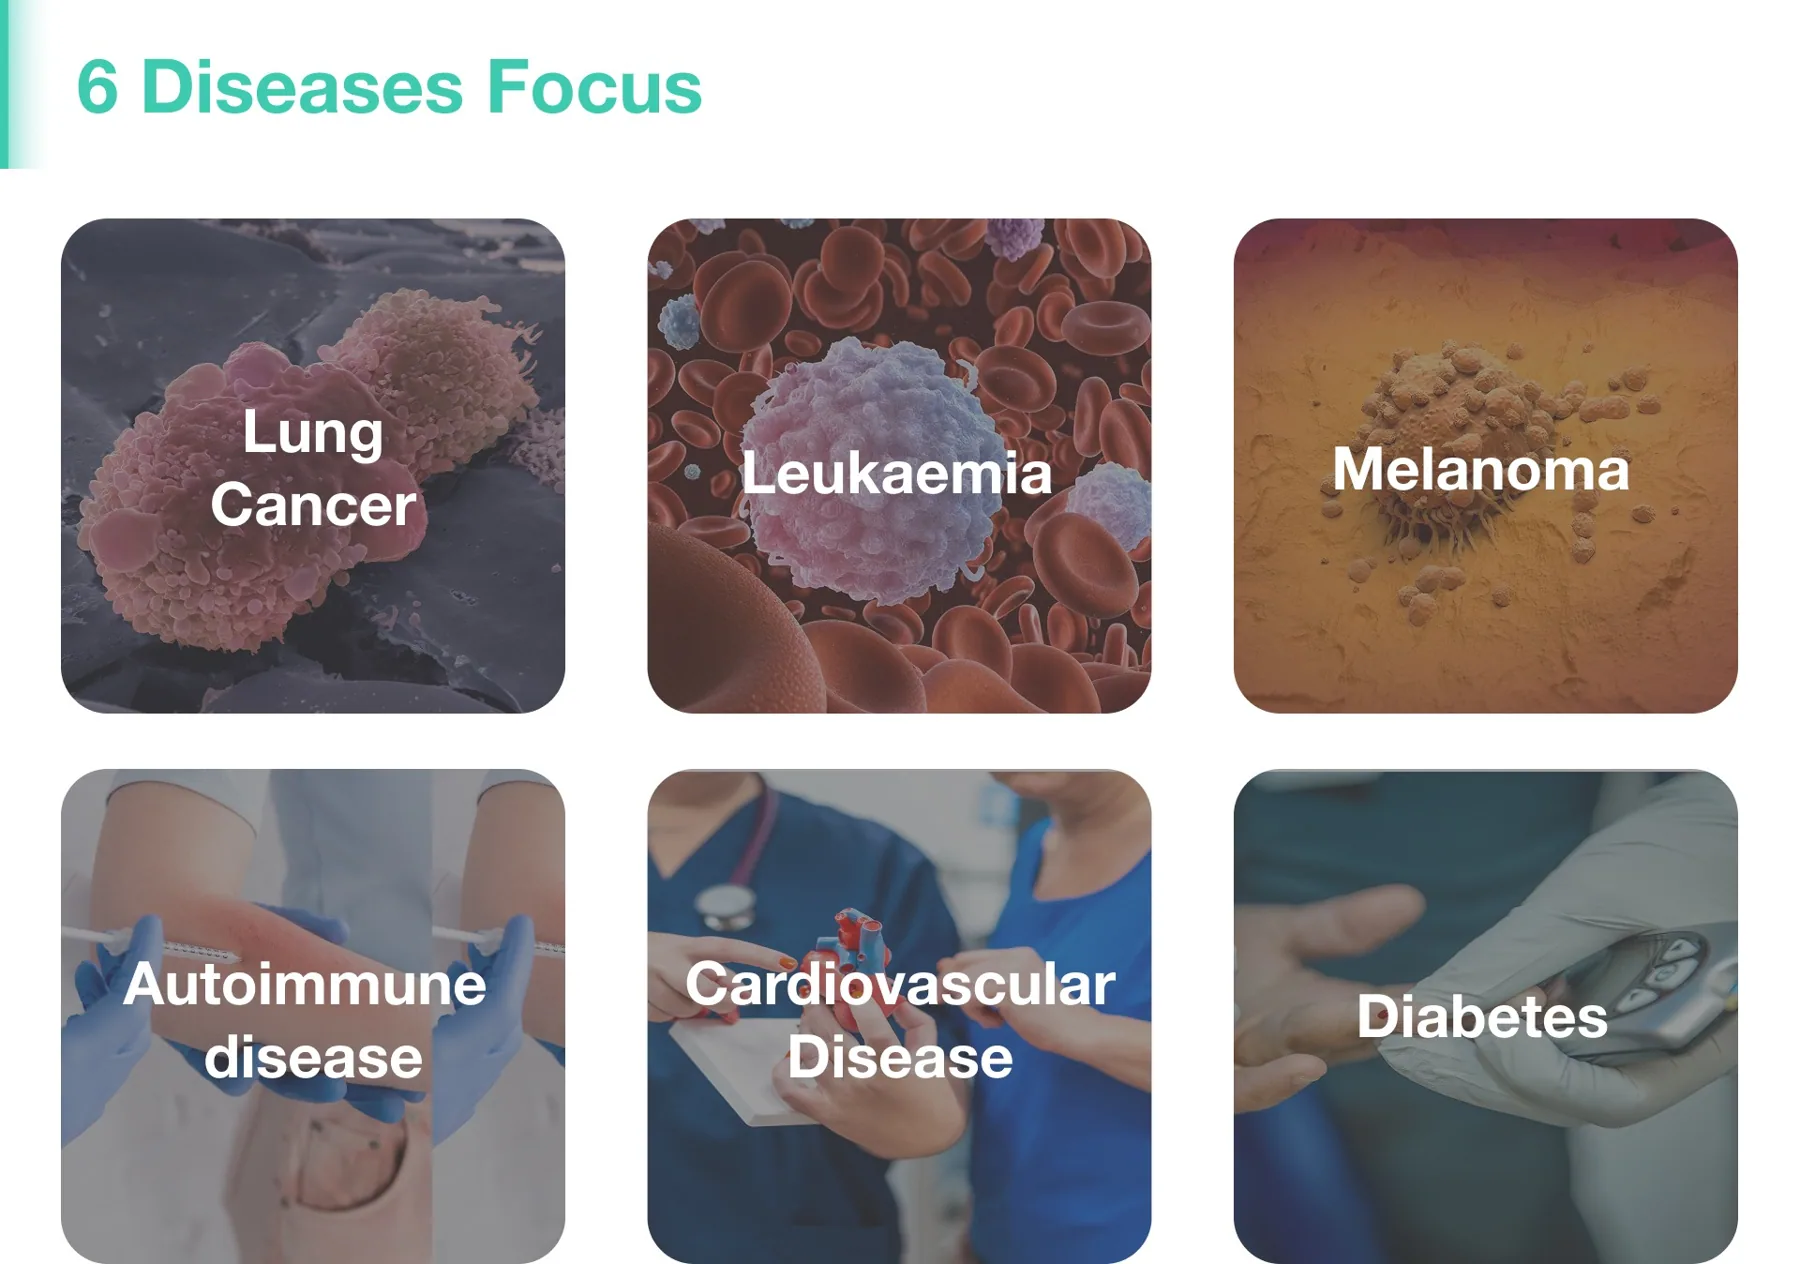 6 Diseases Focus
Lung
Cancer
Leukaemia
Melanoma
Autoimmune
disease
Cardiovascular
Disease
Diabetes